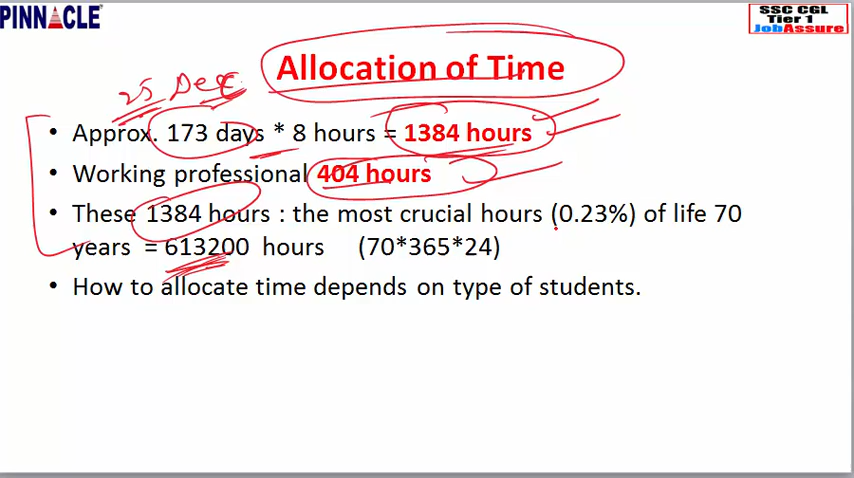 PINNACLE
SSC CGL
Tier 1
JobAssure
Allocation of Time
25 Dec
• Approx. 173 days * 8 hours = 1384 hours
• Working professional 404 hours
• These 1384 hours : the most crucial hours (0.23%) of life 70
years = 613200 hours (70*365*24)
• How to allocate time depends on type of students.